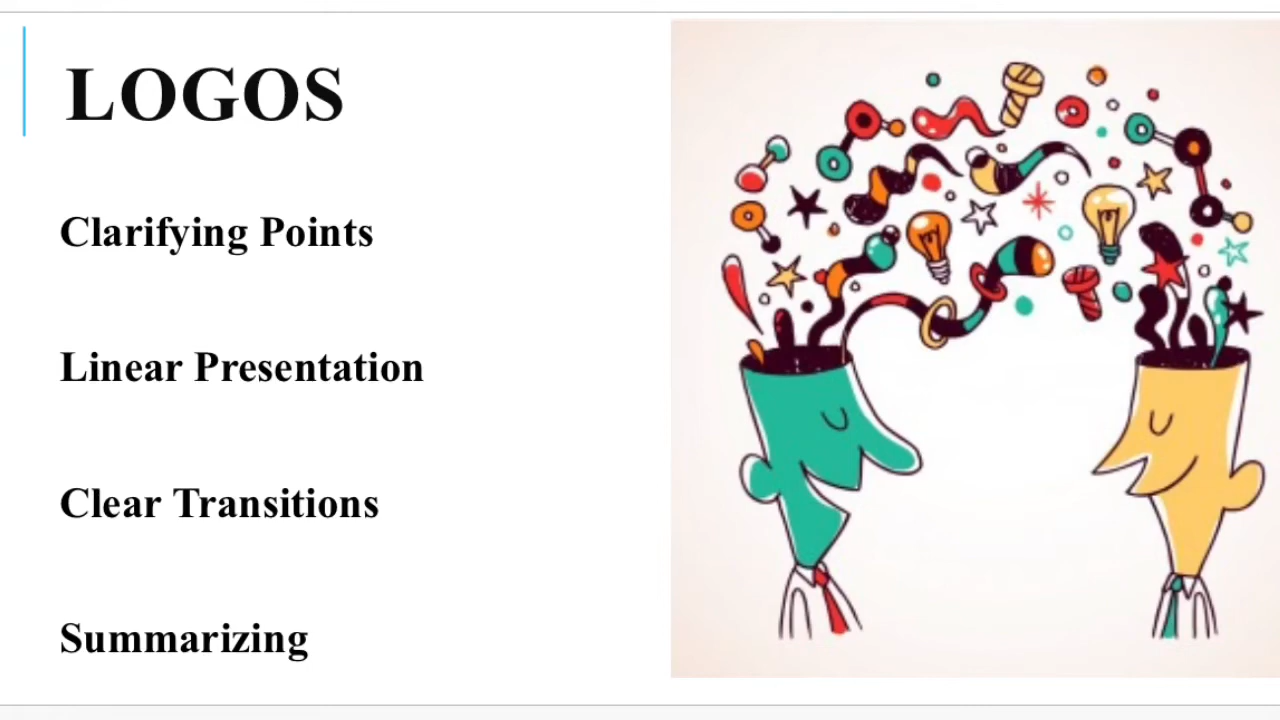 LOGOS
Clarifying Points
Linear Presentation
Clear Transitions
Summarizing